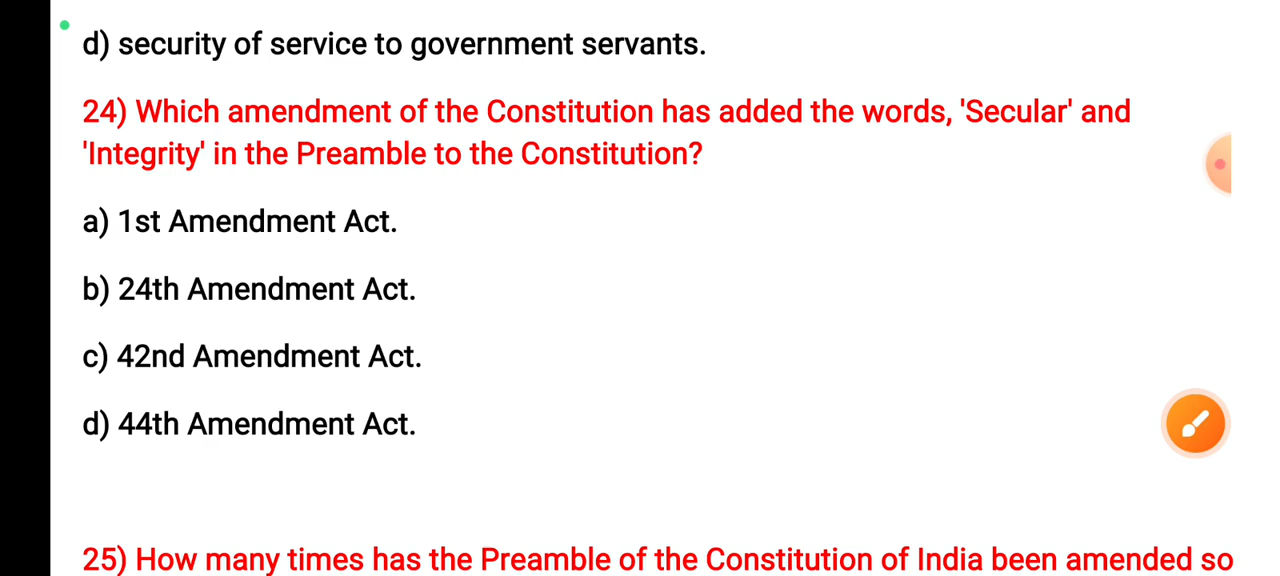 d) security of service to government servants.
24) Which amendment of the Constitution has added the words, 'Secular' and
'Integrity' in the Preamble to the Constitution?
a) 1st Amendment Act.
b) 24th Amendment Act.
c) 42nd Amendment Act.
d) 44th Amendment Act.
25) How many times has the Preamble of the Constitution of India been amended so